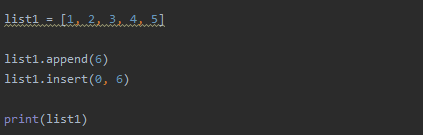 list1 = [1, 2, 3, 4, 5]
list1.append(6)
list1.insert(0, 6)
print(list1)